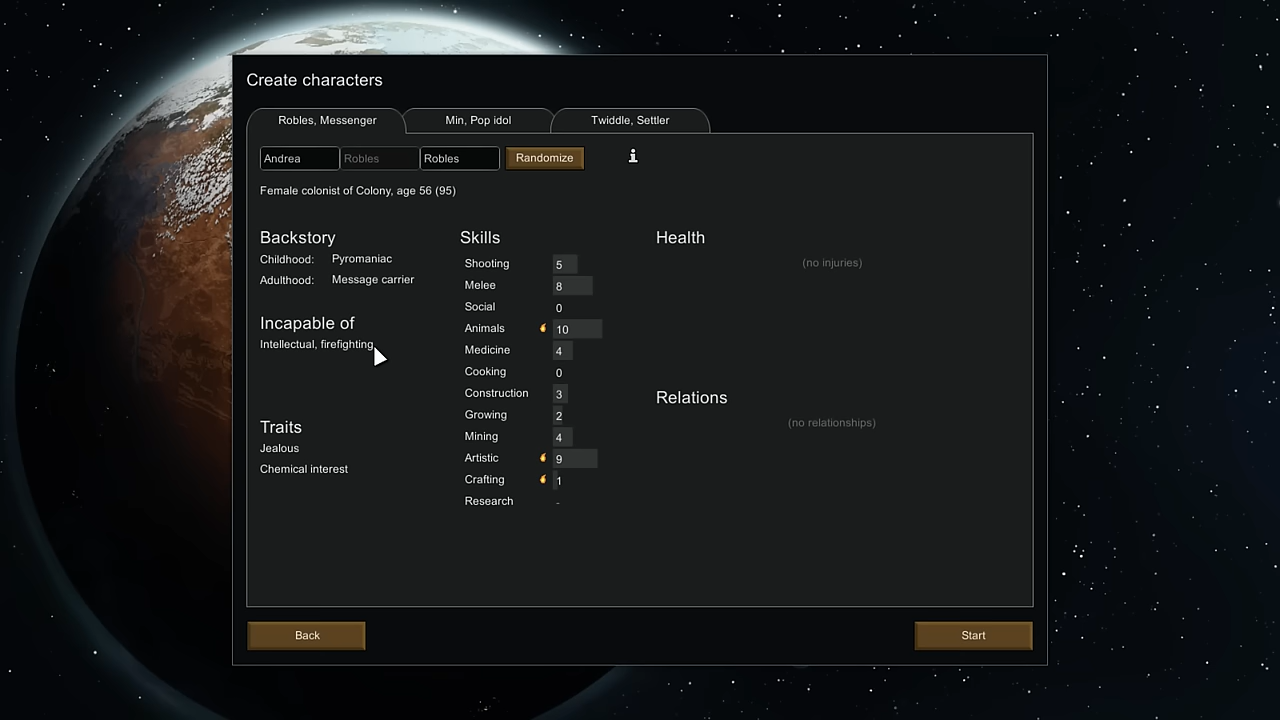 Create characters
Robles, Messenger
Min, Pop idol
Twiddle, Settler
Andrea
Robles
Robles
Randomize
Female colonist of Colony, age 56 (95)
Backstory
Childhood: Pyromaniac
Adulthood: Message carrier
Incapable of
Intellectual, firefighting
Traits
Jealous
Chemical interest
Skills
Shooting 5
Melee 8
Social 0
Animals 10
Medicine 4
Cooking 0
Construction 3
Growing 2
Mining 4
Artistic 9
Crafting 1
Research -
Health
(no injuries)
Relations
(no relationships)
Back
Start